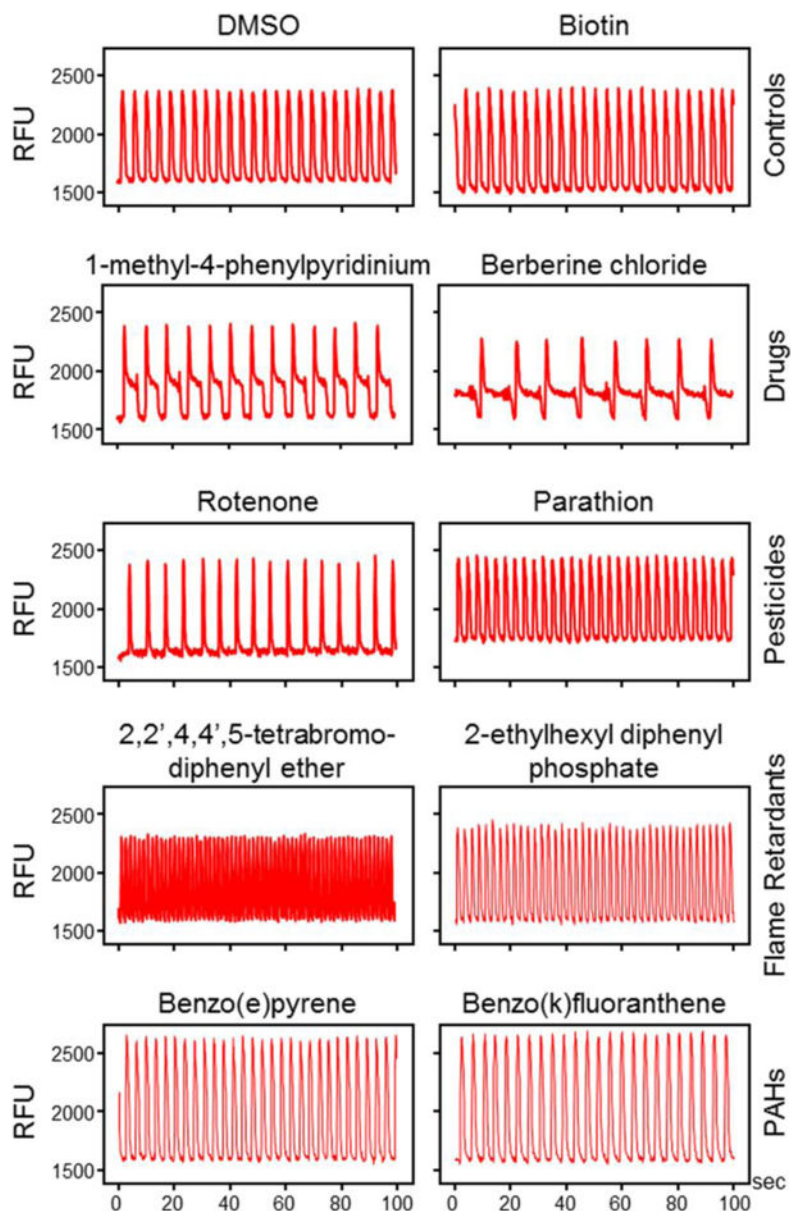 DMSO Biotin
2500
2000
1500
RFU
Controls
1-methyl-4-phenylpyridinium Berberine chloride
2500
2000
1500
RFU
Drugs
Rotenone Parathion
2500
2000
1500
RFU
Pesticides
2,2',4,4',5-tetrabromo- 2-ethylhexyl diphenyl
diphenyl ether phosphate
2500
2000
1500
RFU
Flame Retardants
Benzo(e)pyrene Benzo(k)fluoranthene
2500
2000
1500
RFU
PAHs
sec
0 20 40 60 80 100 0 20 40 60 80 100